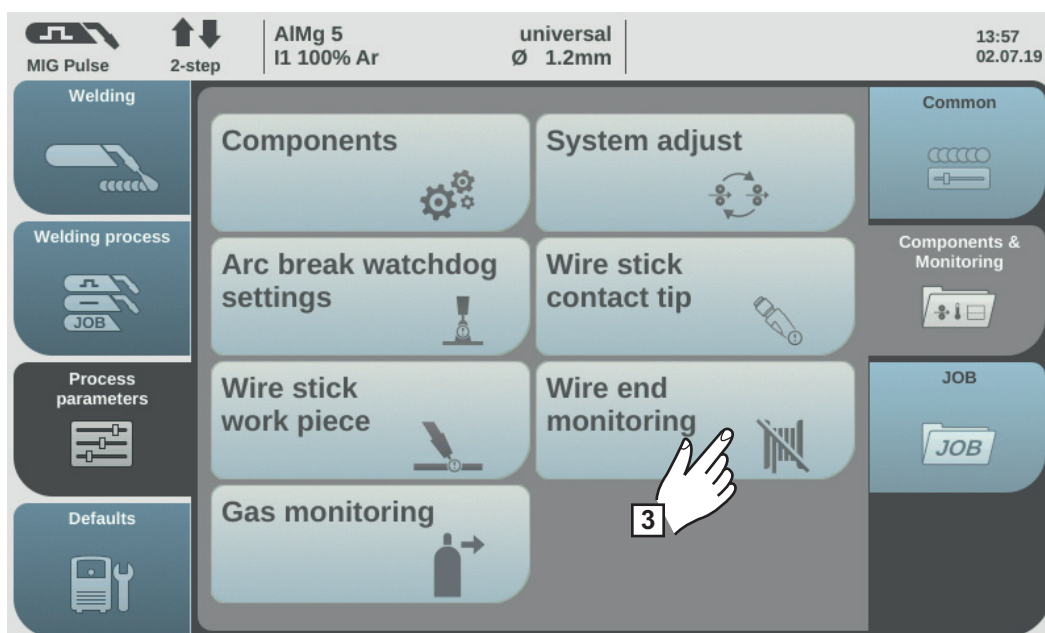 MIG Pulse
2-step
AlMg 5
I1 100% Ar
universal
Ø 1.2mm
13:57
02.07.19
Welding
Welding process
JOB
Process
parameters
Defaults
Components
System adjust
Arc break watchdog
settings
Wire stick
contact tip
Wire stick
work piece
Wire end
monitoring
3
Gas monitoring
Common
Components &
Monitoring
JOB
JOB